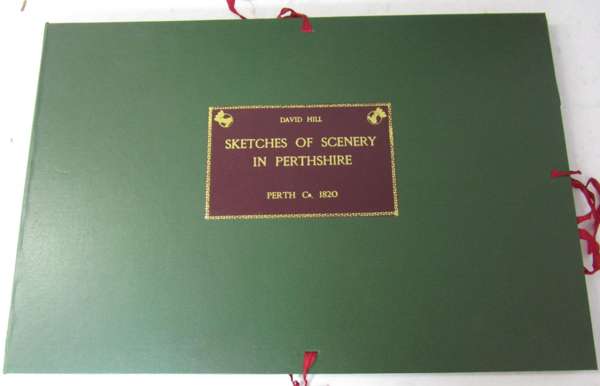 DAVID HILL
SKETCHES OF SCENERY
IN PERTHSHIRE
PERTH Ca. 1820